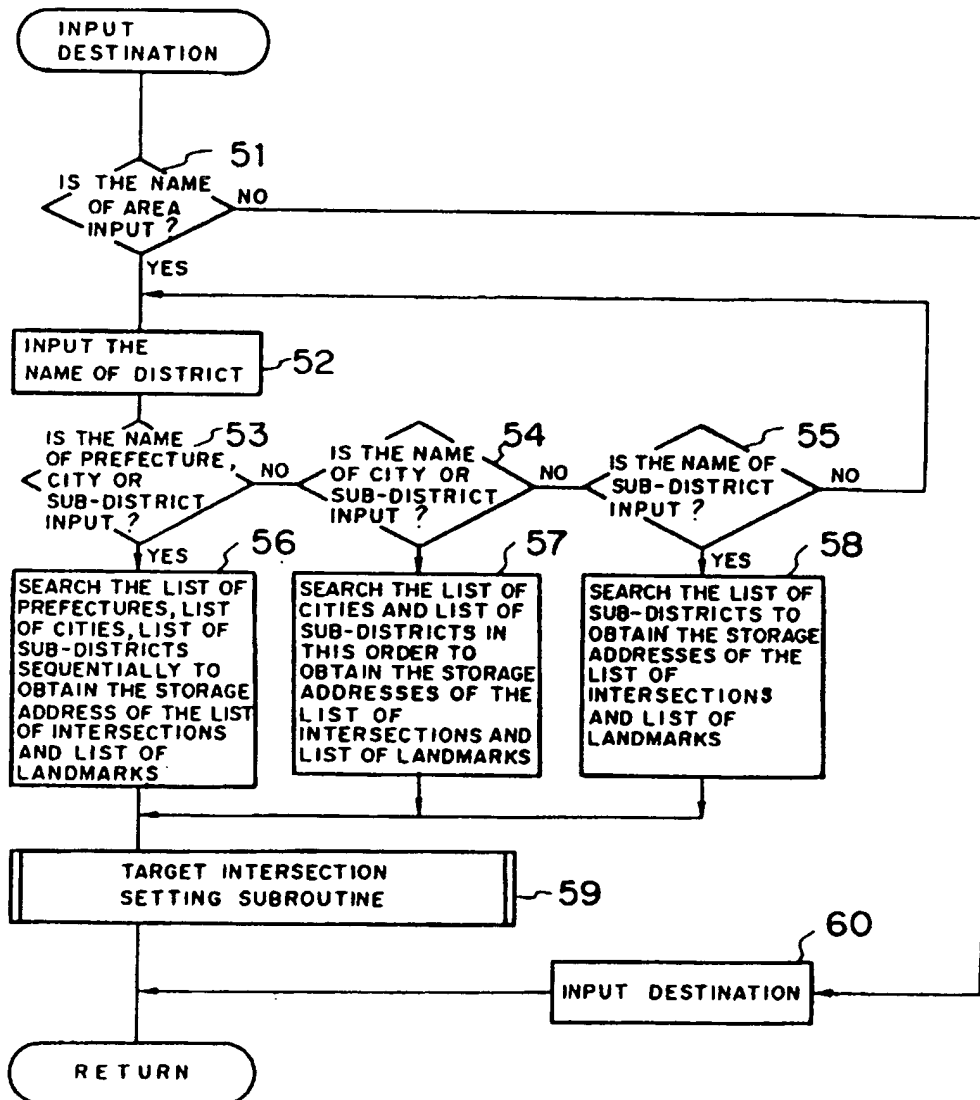 INPUT
DESTINATION
51
IS THE NAME
OF AREA
INPUT ?
NO
YES
INPUT THE
NAME OF DISTRICT
52
IS THE NAME
OF PREFECTURE,
CITY OR
SUB-DISTRICT
INPUT ?
53
NO
YES
IS THE NAME
OF CITY OR
SUB-DISTRICT
INPUT ?
54
NO
IS THE NAME OF
SUB-DISTRICT
INPUT ?
55
NO
YES
56
SEARCH THE LIST OF
PREFECTURES, LIST
OF CITIES, LIST OF
SUB-DISTRICTS
SEQUENTIALLY TO
OBTAIN THE STORAGE
ADDRESS OF THE LIST
OF INTERSECTIONS
AND LIST OF
LANDMARKS
57
SEARCH THE LIST OF
CITIES AND LIST OF
SUB-DISTRICTS IN
THIS ORDER TO
OBTAIN THE STORAGE
ADDRESSES OF THE
LIST OF
INTERSECTIONS AND
LIST OF LANDMARKS
58
SEARCH THE LIST OF
SUB-DISTRICTS TO
OBTAIN THE STORAGE
ADDRESSES OF THE
LIST OF
INTERSECTIONS
AND LIST OF
LANDMARKS
TARGET INTERSECTION
SETTING SUBROUTINE
59
60
INPUT DESTINATION
RETURN